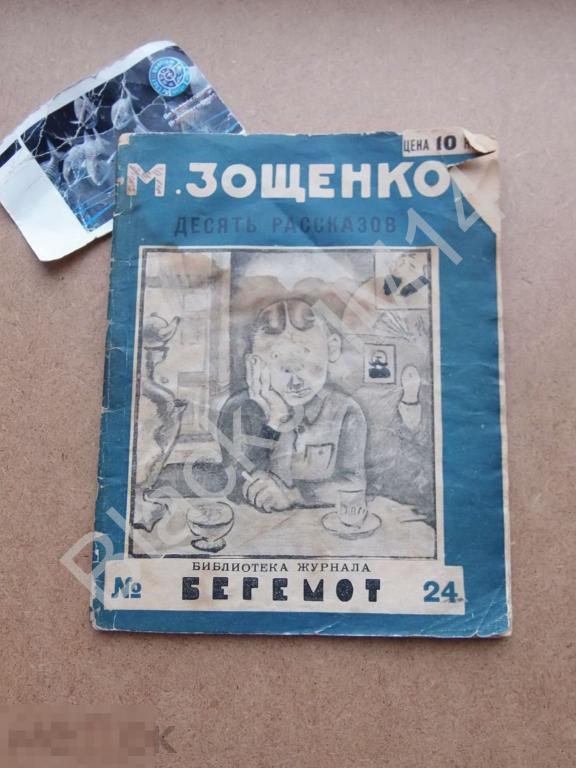 ЦЕНА 10 К
М. ЗОЩЕНКО
ДЕСЯТЬ РАССКАЗОВ
БИБЛИОТЕКА ЖУРНАЛА
№ БЕГЕМОТ 24